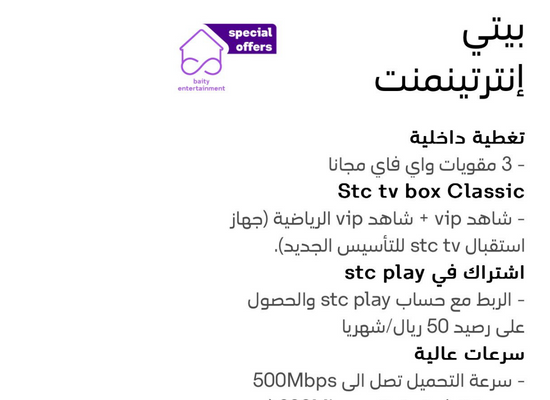 special
offers
baity
entertainment
بيتي
إنترتينمنت
تغطية داخلية
- 3 مقويات واي فاي مجانا
Stc tv box Classic
- شاهد vip + شاهد vip الرياضية (جهاز
استقبال stc tv للتأسيس الجديد).
اشتراك في stc play
- الربط مع حساب stc play والحصول
على رصيد 50 ريال/شهريا
سرعات عالية
- سرعة التحميل تصل الى 500Mbps